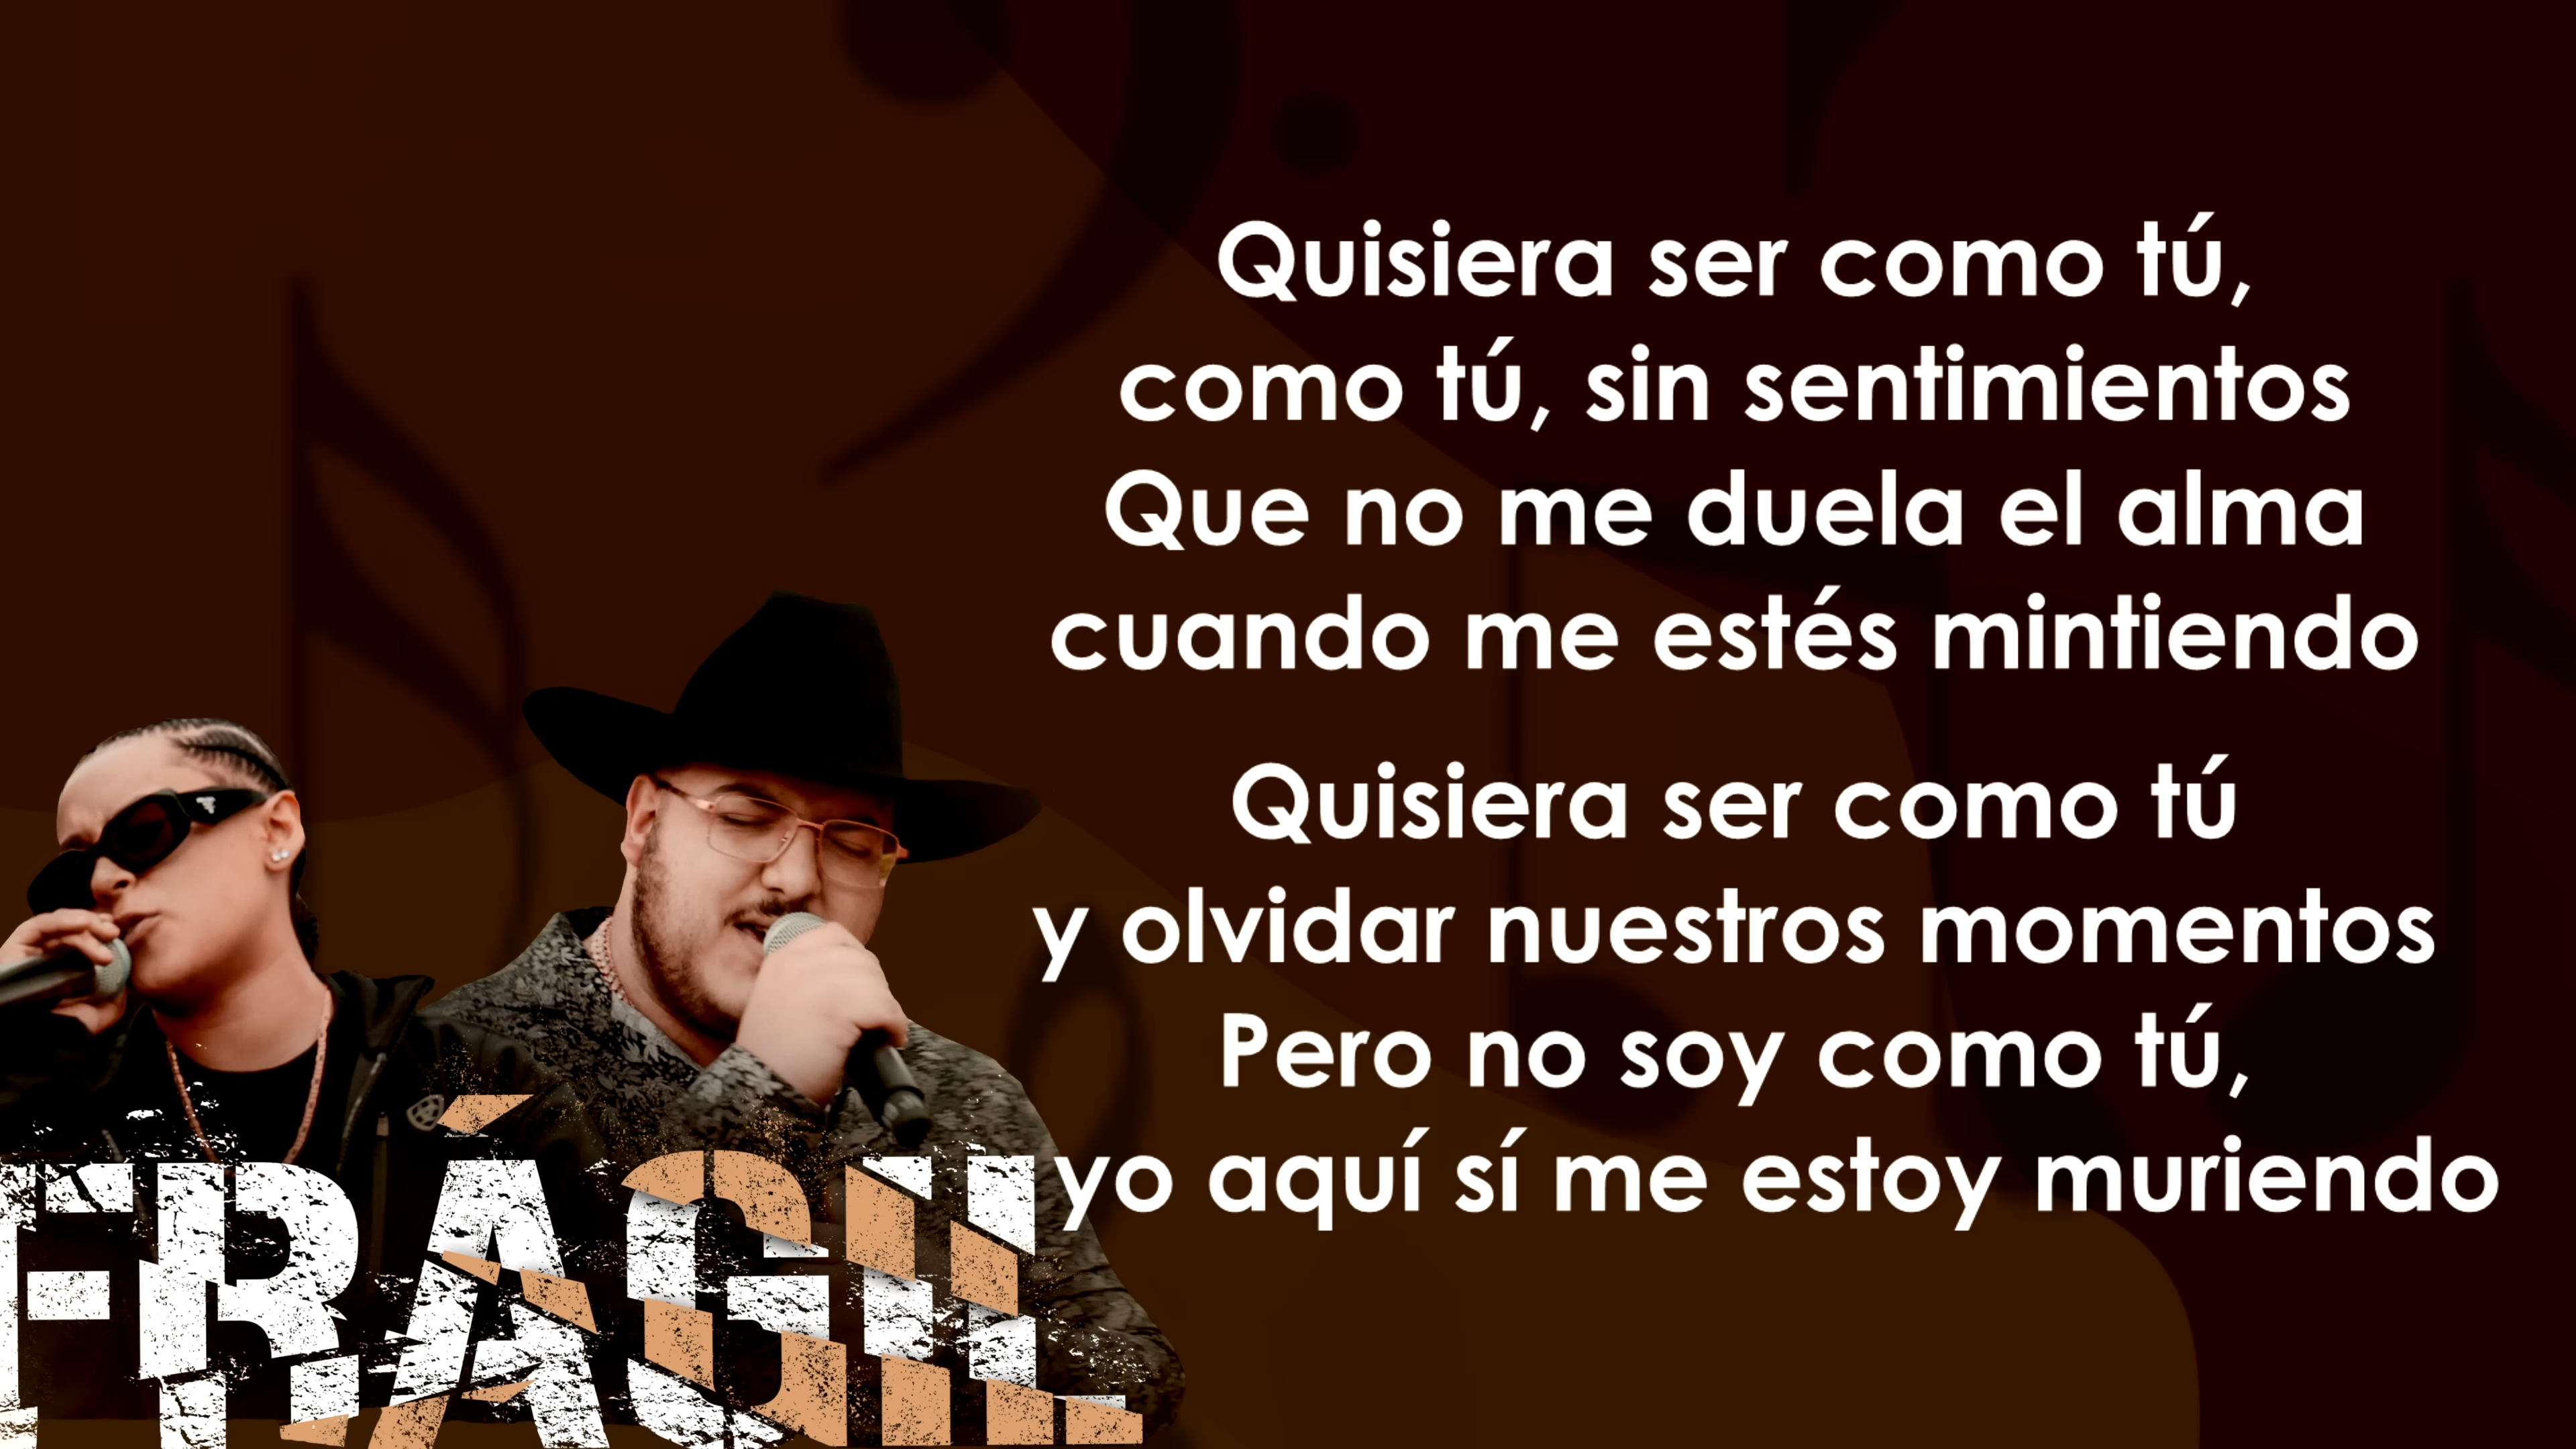 Quisiera ser como tú,
como tú, sin sentimientos
Que no me duela el alma
cuando me estés mintiendo
Quisiera ser como tú
y olvidar nuestros momentos
Pero no soy como tú,
yo aquí sí me estoy muriendo
FRÁGIL